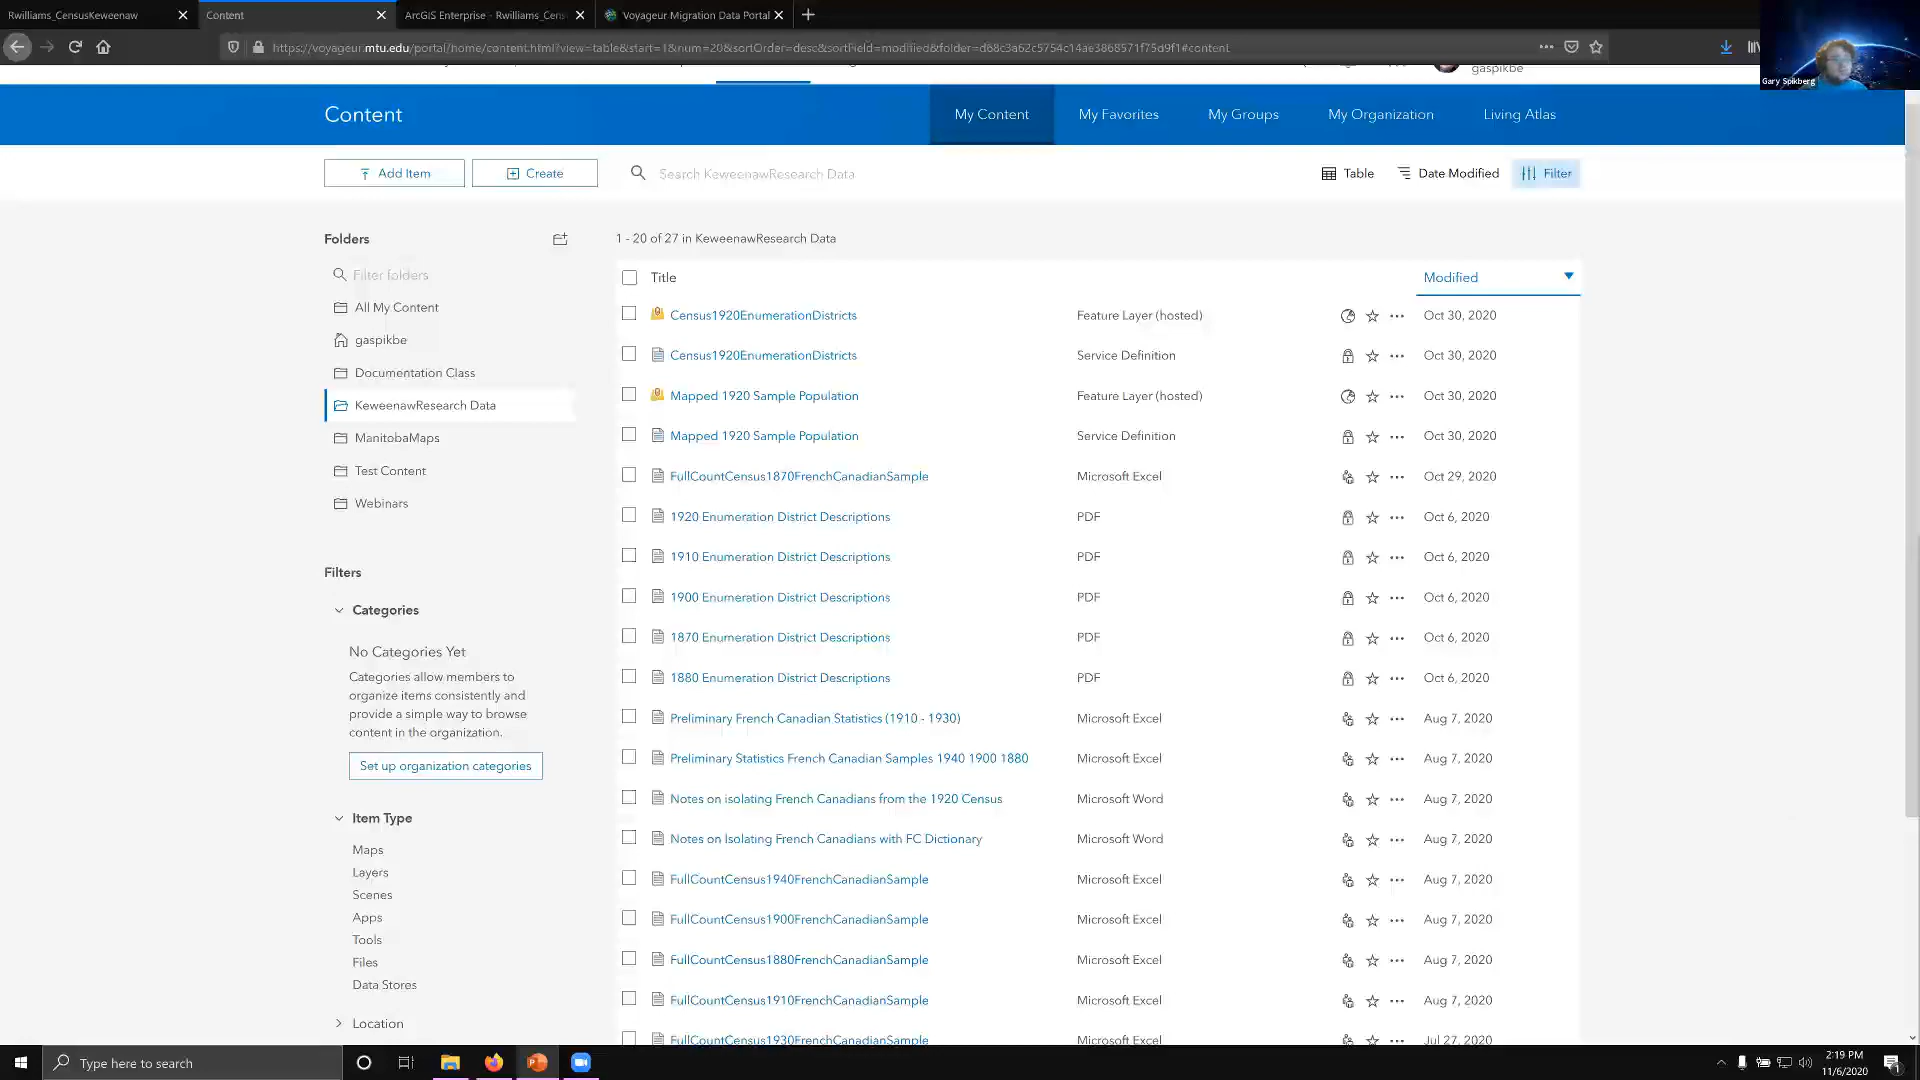 Rwilliams_CensusKeweenaw
Content
ArcGIS Enterprise - Rwilliams_Cens
Voyageur Migration Data Portal
https://voyageur.mtu.edu/portal/home/content.html?view=table&start=1&num=20&sortOrder=desc&sortField=modified&folder=d68c3a62c5754c14ae3868571f75d9f1#content
gaspikbe
Gary Spikberg
Content
My Content
My Favorites
My Groups
My Organization
Living Atlas
Add Item
Create
Search KeweenawResearch Data
Table
Date Modified
Filter
Folders
Filter folders
All My Content
gaspikbe
Documentation Class
KeweenawResearch Data
ManitobaMaps
Test Content
Webinars
Filters
Categories
No Categories Yet
Categories allow members to
organize items consistently and
provide a simple way to browse
content in the organization.
Set up organization categories
Item Type
Maps
Layers
Scenes
Apps
Tools
Files
Data Stores
Location
1 - 20 of 27 in KeweenawResearch Data
Title Modified
Census1920EnumerationDistricts Feature Layer (hosted) Oct 30, 2020
Census1920EnumerationDistricts Service Definition Oct 30, 2020
Mapped 1920 Sample Population Feature Layer (hosted) Oct 30, 2020
Mapped 1920 Sample Population Service Definition Oct 30, 2020
FullCountCensus1870FrenchCanadianSample Microsoft Excel Oct 29, 2020
1920 Enumeration District Descriptions PDF Oct 6, 2020
1910 Enumeration District Descriptions PDF Oct 6, 2020
1900 Enumeration District Descriptions PDF Oct 6, 2020
1870 Enumeration District Descriptions PDF Oct 6, 2020
1880 Enumeration District Descriptions PDF Oct 6, 2020
Preliminary French Canadian Statistics (1910 - 1930) Microsoft Excel Aug 7, 2020
Preliminary Statistics French Canadian Samples 1940 1900 1880 Microsoft Excel Aug 7, 2020
Notes on isolating French Canadians from the 1920 Census Microsoft Word Aug 7, 2020
Notes on Isolating French Canadians with FC Dictionary Microsoft Word Aug 7, 2020
FullCountCensus1940FrenchCanadianSample Microsoft Excel Aug 7, 2020
FullCountCensus1900FrenchCanadianSample Microsoft Excel Aug 7, 2020
FullCountCensus1880FrenchCanadianSample Microsoft Excel Aug 7, 2020
FullCountCensus1910FrenchCanadianSample Microsoft Excel Aug 7, 2020
FullCountCensus1930FrenchCanadianSample Microsoft Excel Jul 27, 2020
Type here to search
2:19 PM
11/6/2020